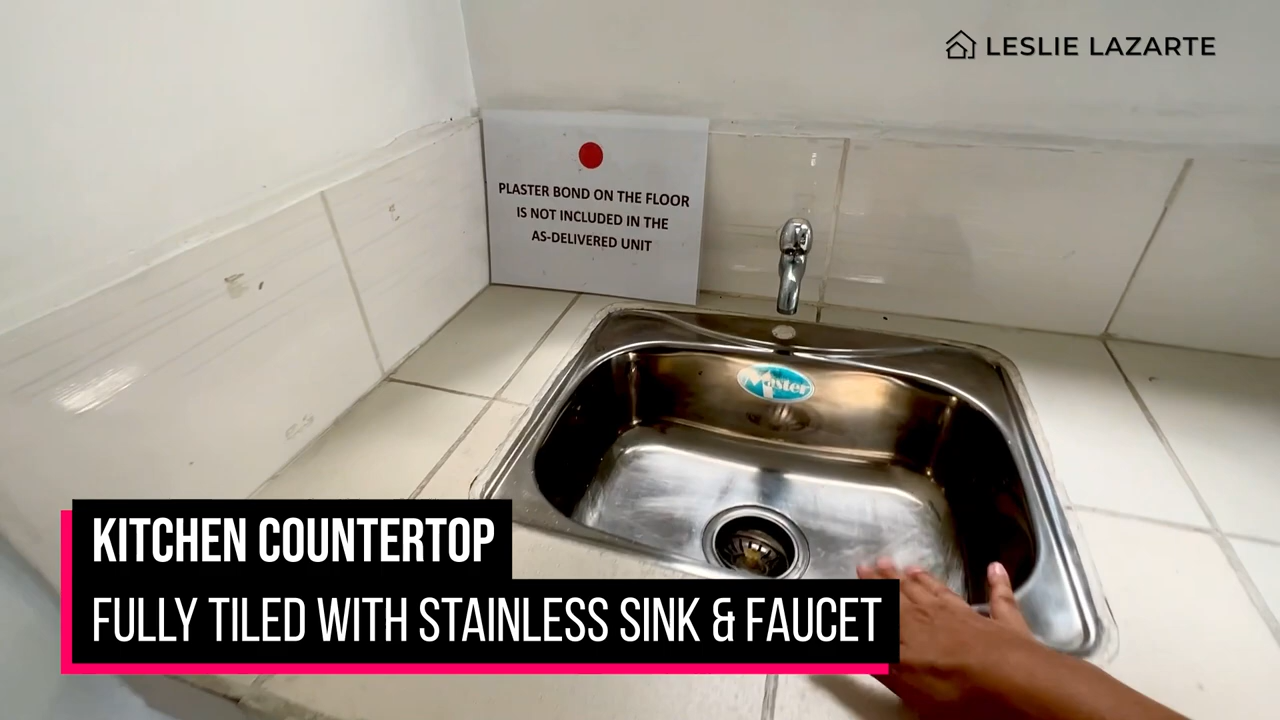 LESLIE LAZARTE
PLASTER BOND ON THE FLOOR
IS NOT INCLUDED IN THE
AS-DELIVERED UNIT
Master
KITCHEN COUNTERTOP
FULLY TILED WITH STAINLESS SINK & FAUCET